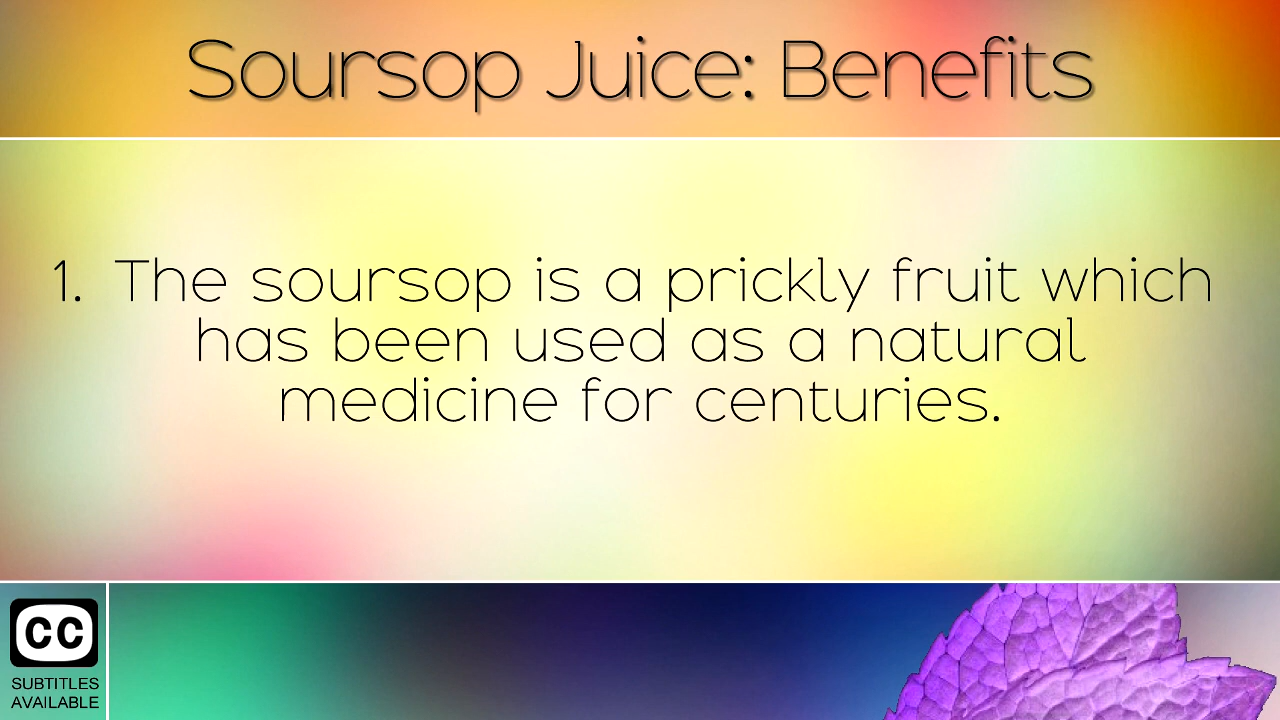 Soursop Juice: Benefits
1. The soursop is a prickly fruit which
has been used as a natural
medicine for centuries.
CC
SUBTITLES
AVAILABLE